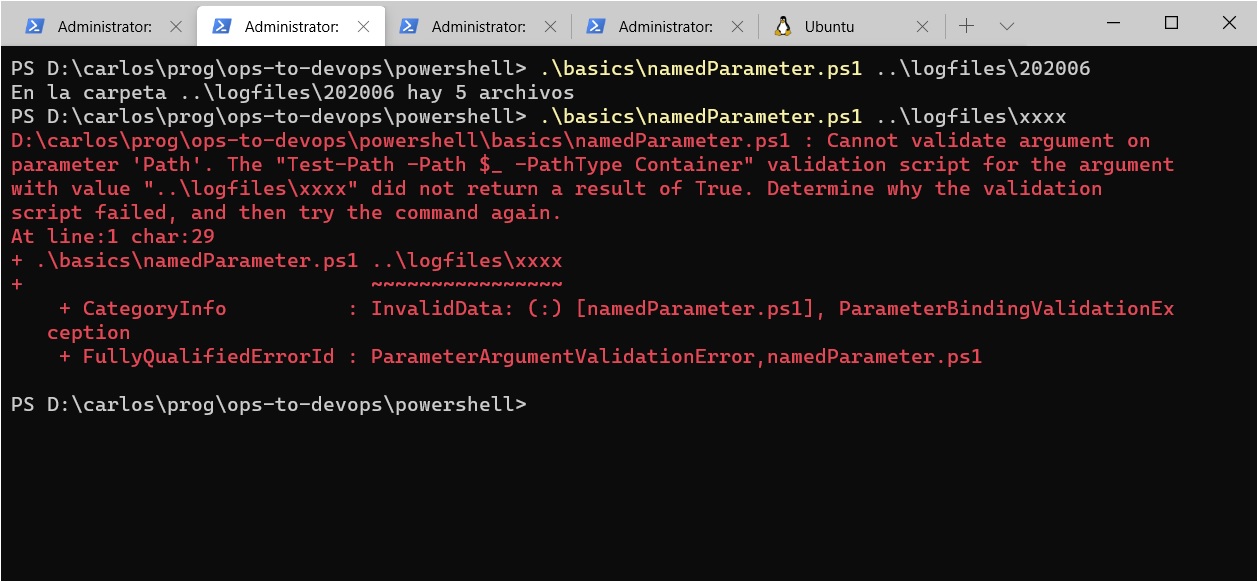 Administrator: Administrator: Administrator: Administrator: Ubuntu
PS D:\carlos\prog\ops-to-devops\powershell> .\basics\namedParameter.ps1 ..\logfiles\202006
En la carpeta ..\logfiles\202006 hay 5 archivos
PS D:\carlos\prog\ops-to-devops\powershell> .\basics\namedParameter.ps1 ..\logfiles\xxxx
D:\carlos\prog\ops-to-devops\powershell\basics\namedParameter.ps1 : Cannot validate argument on
parameter 'Path'. The "Test-Path -Path $_ -PathType Container" validation script for the argument
with value "..\logfiles\xxxx" did not return a result of True. Determine why the validation
script failed, and then try the command again.
At line:1 char:29
+ .\basics\namedParameter.ps1 ..\logfiles\xxxx
+                             ~~~~~~~~~~~~~~~~
    + CategoryInfo          : InvalidData: (:) [namedParameter.ps1], ParameterBindingValidationEx
   ception
    + FullyQualifiedErrorId : ParameterArgumentValidationError,namedParameter.ps1
PS D:\carlos\prog\ops-to-devops\powershell>